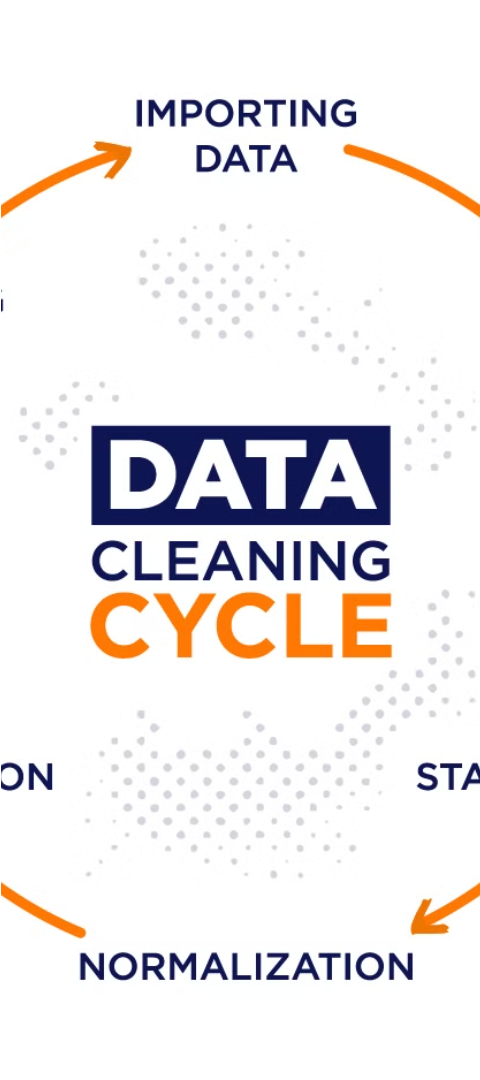 IMPORTING
DATA
DATA
CLEANING
CYCLE
ON
STA
NORMALIZATION